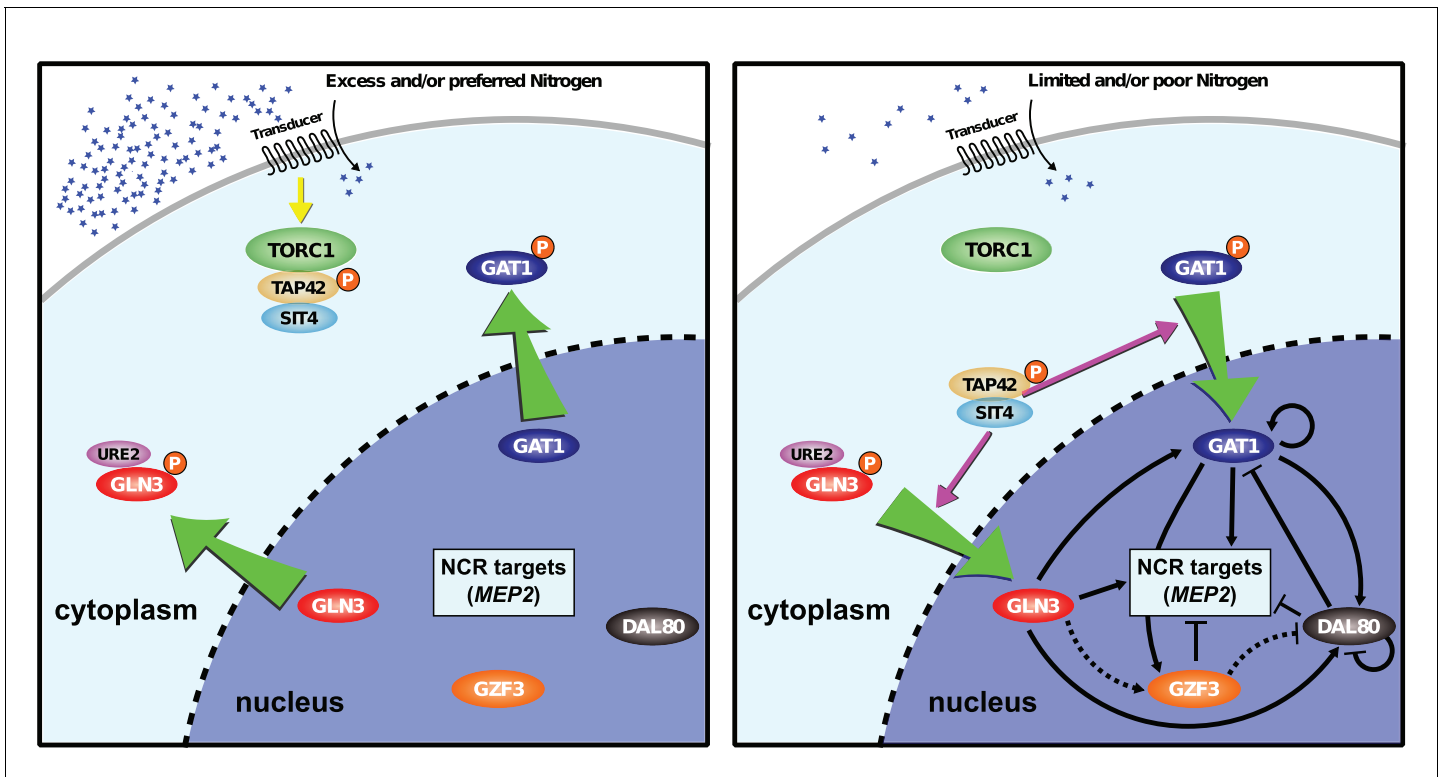 Excess and/or preferred Nitrogen
Transducer
TORC1
TAP42
P
SIT4
GAT1
P
URE2
GLN3
P
GAT1
NCR targets
(MEP2)
GLN3
cytoplasm
DAL80
GZF3
nucleus
Limited and/or poor Nitrogen
Transducer
TORC1
GAT1
P
TAP42
P
SIT4
URE2
GLN3
P
GAT1
NCR targets
(MEP2)
GLN3
cytoplasm
DAL80
GZF3
nucleus